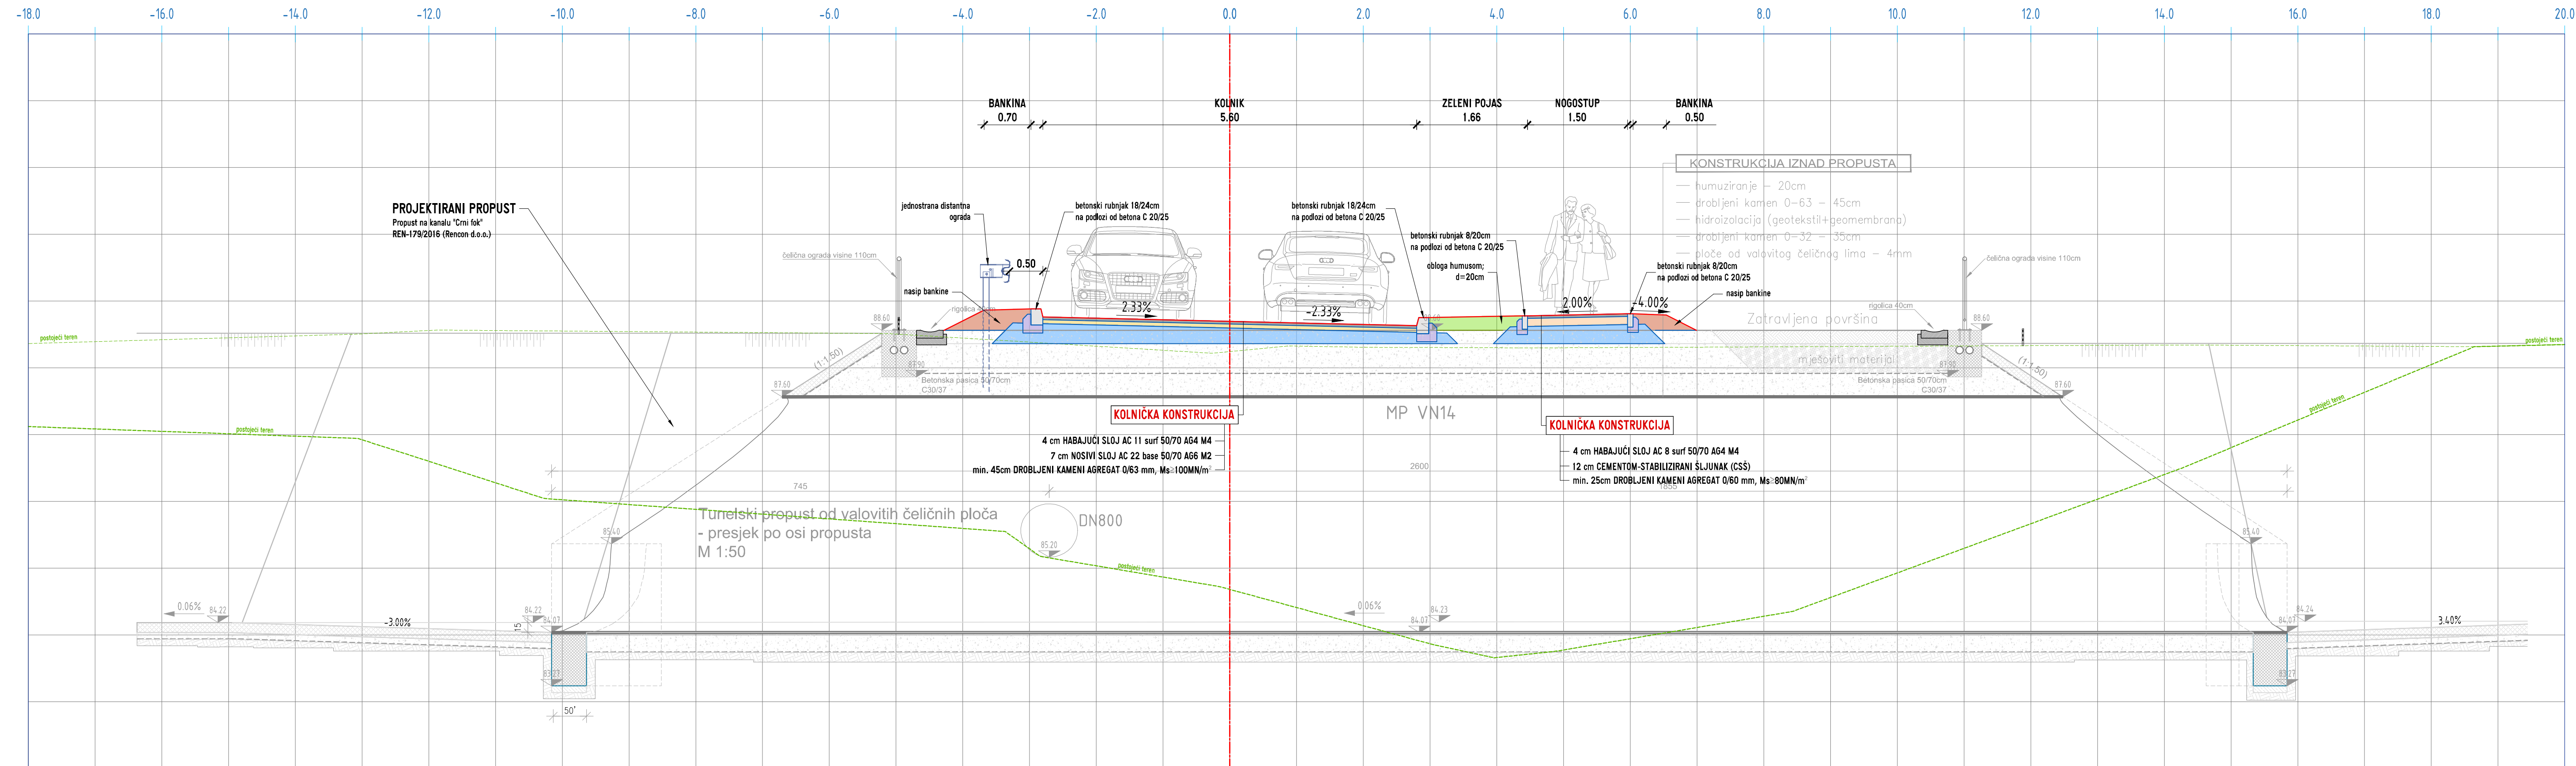 -18.0 -16.0 -14.0 -12.0 -10.0 -8.0 -6.0 -4.0 -2.0 0.0 2.0 4.0 6.0 8.0 10.0 12.0 14.0 16.0 18.0 20.0
BANKINA KOLNIK ZELENI POJAS NOGOSTUP BANKINA
0.70 5.60 1.66 1.50 0.50
KONSTRUKCIJA IZNAD PROPUSTA
humuziranje - 20cm
drobljeni kamen 0-63 - 45cm
hidroizolacija (geotekstil+geomembrana)
drobljeni kamen 0-32 - 35cm
ploče od valovitog čeličnog lima - 4mm
PROJEKTIRANI PROPUST
Propust na kanalu "Crni fok"
REN-179/2016 (Rencon d.o.o.)
jednostrana distantna
ograda
betonski rubnjak 18/24cm
na podlozi od betona C 20/25
betonski rubnjak 18/24cm
na podlozi od betona C 20/25
betonski rubnjak 8/20cm
na podlozi od betona C 20/25
obloga humusom;
d=20cm
betonski rubnjak 8/20cm
na podlozi od betona C 20/25
nasip bankine
čelična ograda visine 110cm
čelična ograda visine 110cm
0.50
nasip bankine
rigolica
rigolica 40cm
2.33%
-2.33%
2.00%
-4.00%
88.60
88.60
Zatravljena površina
mješoviti materijal
postojeći teren
postojeći teren
(1:1,50)
(1:1,50)
87.90
Betonska pasica 50/70cm
C30/37
Betonska pasica 50/70cm
C30/37
87.60
87.60
MP VN14
KOLNIČKA KONSTRUKCIJA
4 cm HABAJUĆI SLOJ AC 11 surf 50/70 AG4 M4
7 cm NOSIVI SLOJ AC 22 base 50/70 AG6 M2
min. 45cm DROBLJENI KAMENI AGREGAT 0/63 mm, Ms≥100MN/m²
KOLNIČKA KONSTRUKCIJA
4 cm HABAJUĆI SLOJ AC 8 surf 50/70 AG4 M4
12 cm CEMENTOM-STABILIZIRANI ŠLJUNAK (CSŠ)
min. 25cm DROBLJENI KAMENI AGREGAT 0/60 mm, Ms≥80MN/m²
postojeći teren
postojeći teren
postojeći teren
2600
745
1855
Tunelski propust od valovitih čeličnih ploča
- presjek po osi propusta
M 1:50
DN800
85.40
85.20
85.40
postojeći teren
0.06%
84.22
-3.00%
84.22
84.07
15
0.06%
84.07
84.23
84.24
84.07
3.40%
83.27
83.27
50'